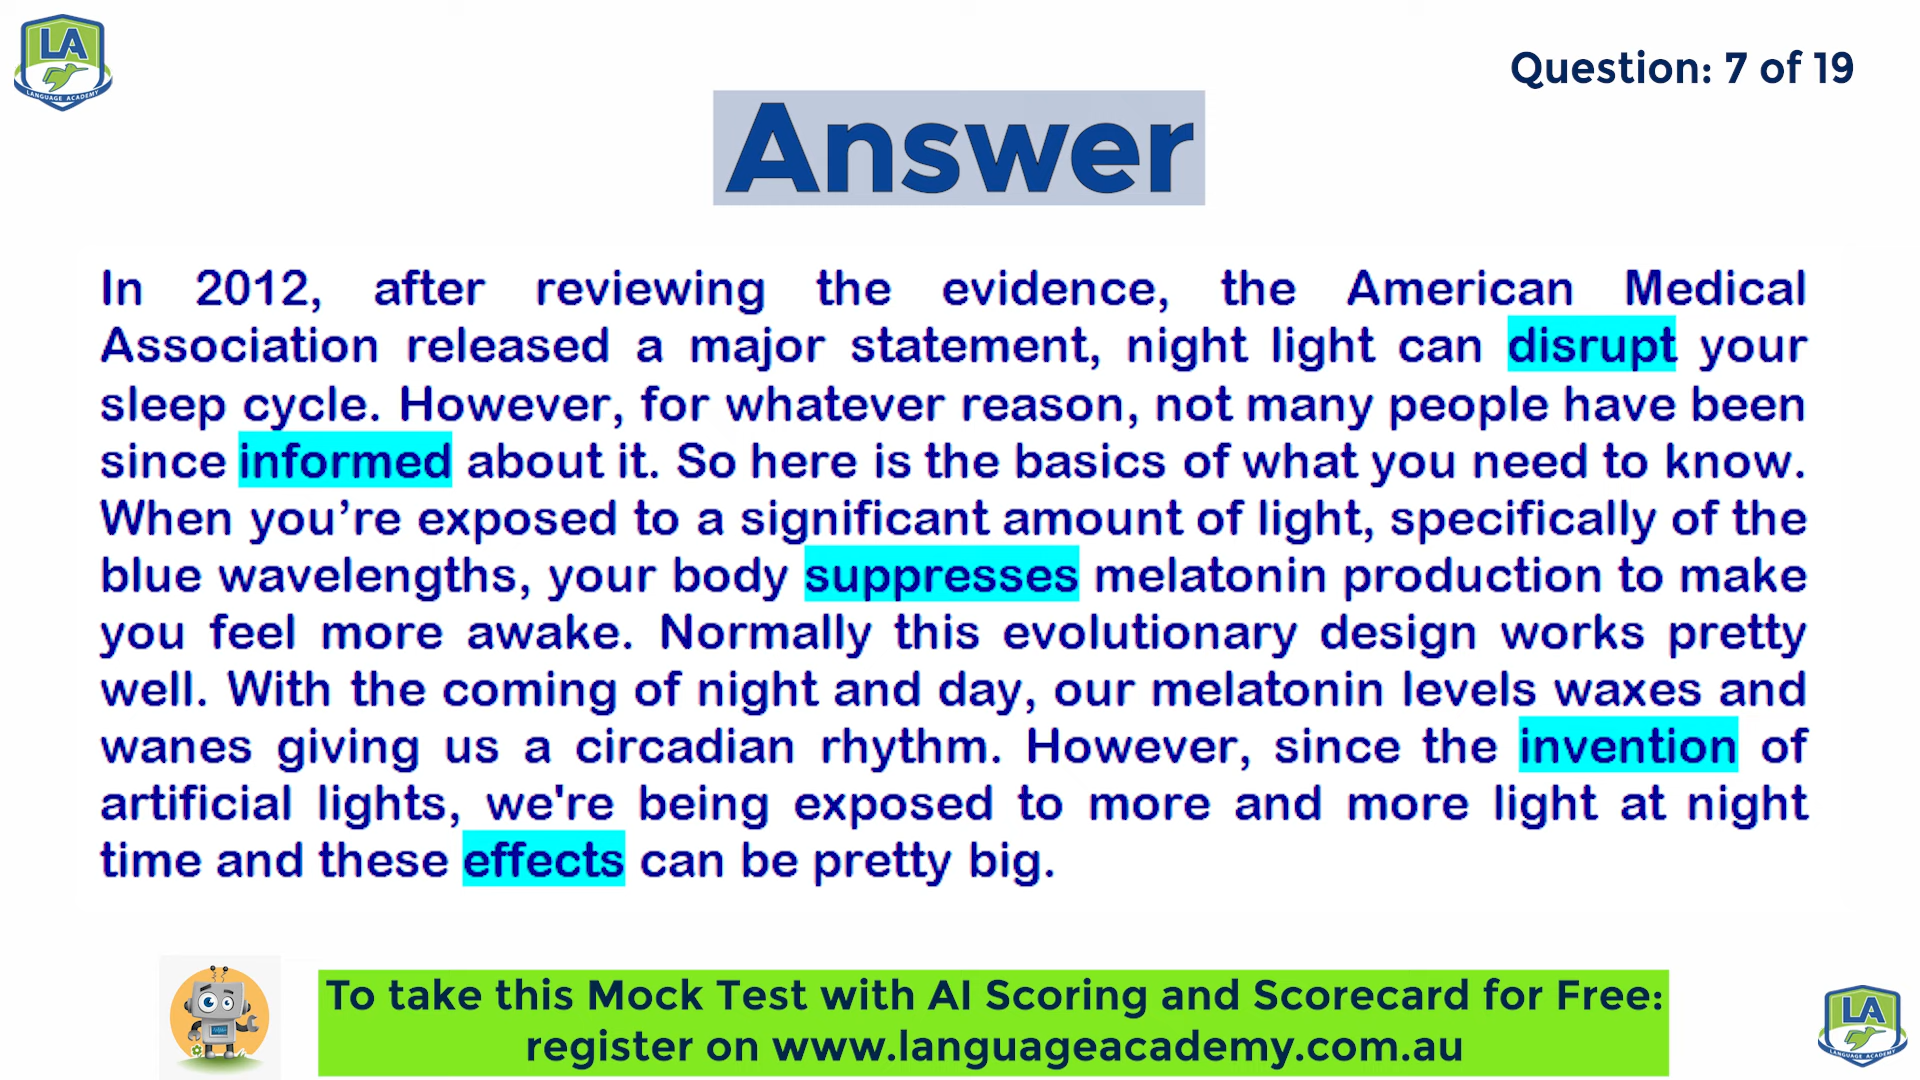 LA
LANGUAGE ACADEMY
Question: 7 of 19
Answer
In 2012, after reviewing the evidence, the American Medical
Association released a major statement, night light can disrupt your
sleep cycle. However, for whatever reason, not many people have been
since informed about it. So here is the basics of what you need to know.
When you’re exposed to a significant amount of light, specifically of the
blue wavelengths, your body suppresses melatonin production to make
you feel more awake. Normally this evolutionary design works pretty
well. With the coming of night and day, our melatonin levels waxes and
wanes giving us a circadian rhythm. However, since the invention of
artificial lights, we're being exposed to more and more light at night
time and these effects can be pretty big.
To take this Mock Test with AI Scoring and Scorecard for Free:
register on www.languageacademy.com.au
LA
LANGUAGE ACADEMY